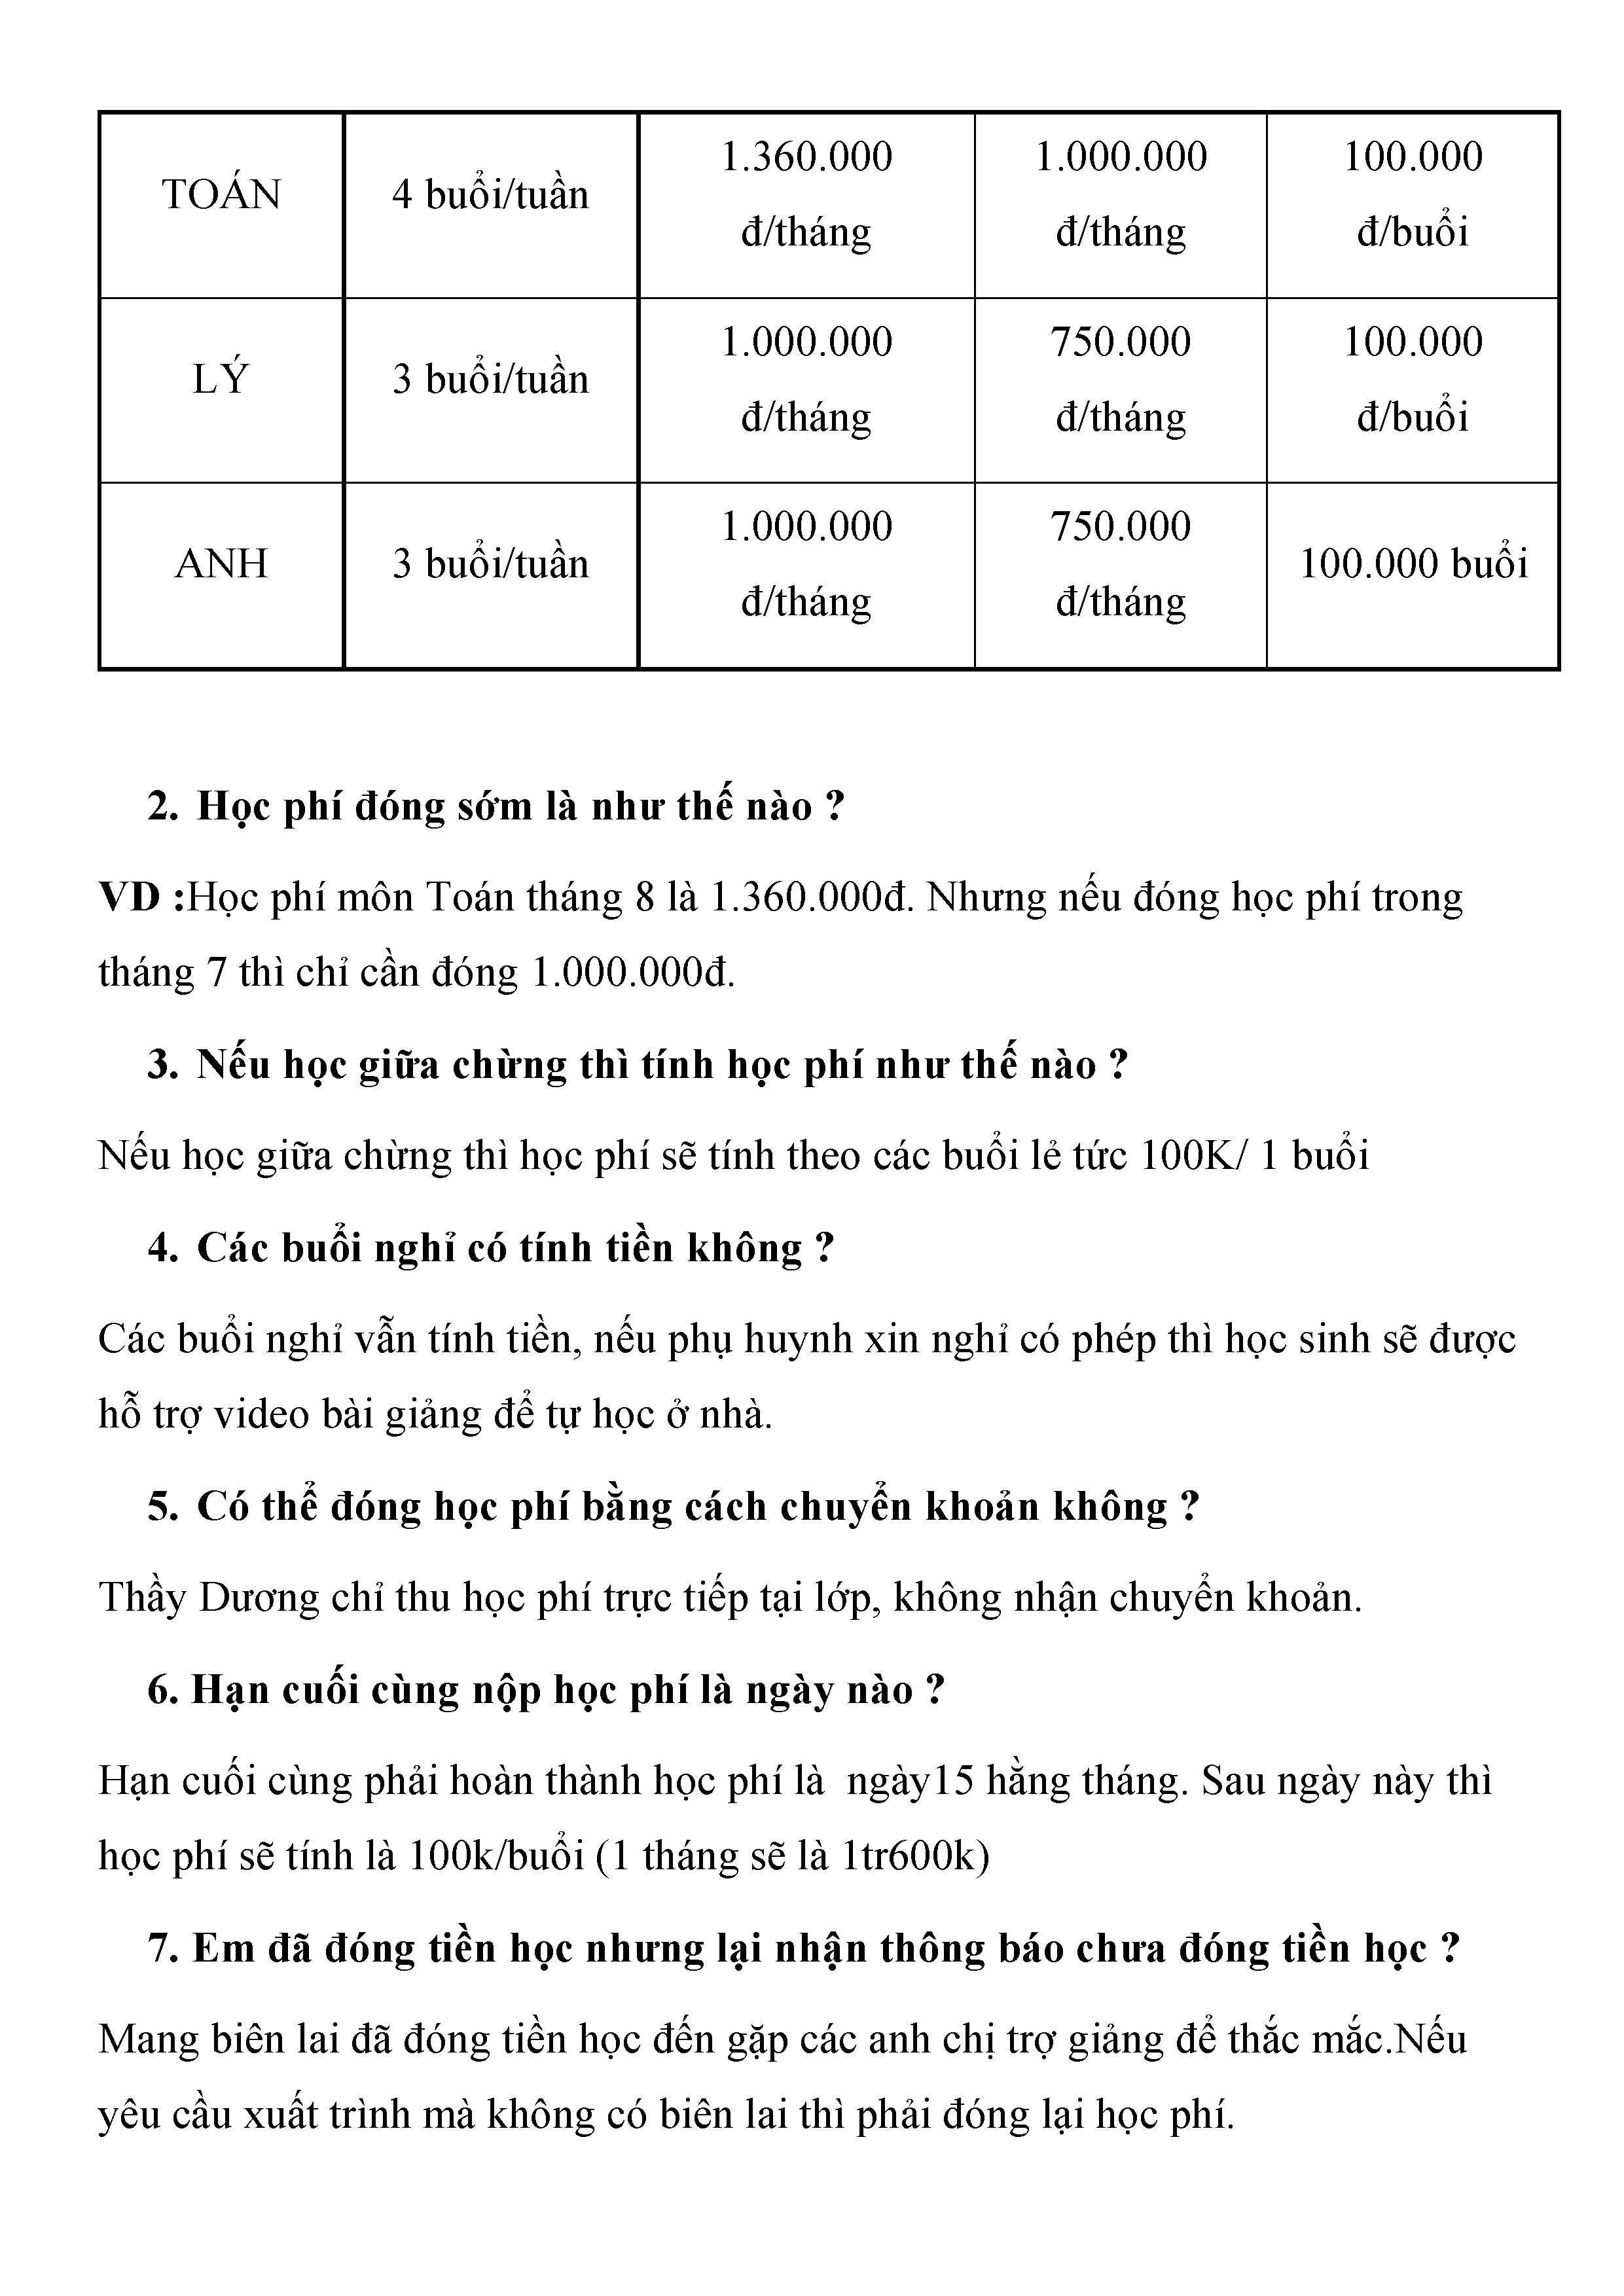 TOÁN
4 buổi/tuần
1.360.000
đ/tháng
1.000.000
đ/tháng
100.000
đ/buổi
LÝ
3 buổi/tuần
1.000.000
đ/tháng
750.000
đ/tháng
100.000
đ/buổi
ANH
3 buổi/tuần
1.000.000
đ/tháng
750.000
đ/tháng
100.000 buổi
2. Học phí đóng sớm là như thế nào ?
VD :Học phí môn Toán tháng 8 là 1.360.000đ. Nhưng nếu đóng học phí trong
tháng 7 thì chỉ cần đóng 1.000.000đ.
3. Nếu học giữa chừng thì tính học phí như thế nào ?
Nếu học giữa chừng thì học phí sẽ tính theo các buổi lẻ tức 100K/ 1 buổi
4. Các buổi nghỉ có tính tiền không ?
Các buổi nghỉ vẫn tính tiền, nếu phụ huynh xin nghỉ có phép thì học sinh sẽ được
hỗ trợ video bài giảng để tự học ở nhà.
5. Có thể đóng học phí bằng cách chuyển khoản không ?
Thầy Dương chỉ thu học phí trực tiếp tại lớp, không nhận chuyển khoản.
6. Hạn cuối cùng nộp học phí là ngày nào ?
Hạn cuối cùng phải hoàn thành học phí là  ngày15 hằng tháng. Sau ngày này thì
học phí sẽ tính là 100k/buổi (1 tháng sẽ là 1tr600k)
7. Em đã đóng tiền học nhưng lại nhận thông báo chưa đóng tiền học ?
Mang biên lai đã đóng tiền học đến gặp các anh chị trợ giảng để thắc mắc.Nếu
yêu cầu xuất trình mà không có biên lai thì phải đóng lại học phí.